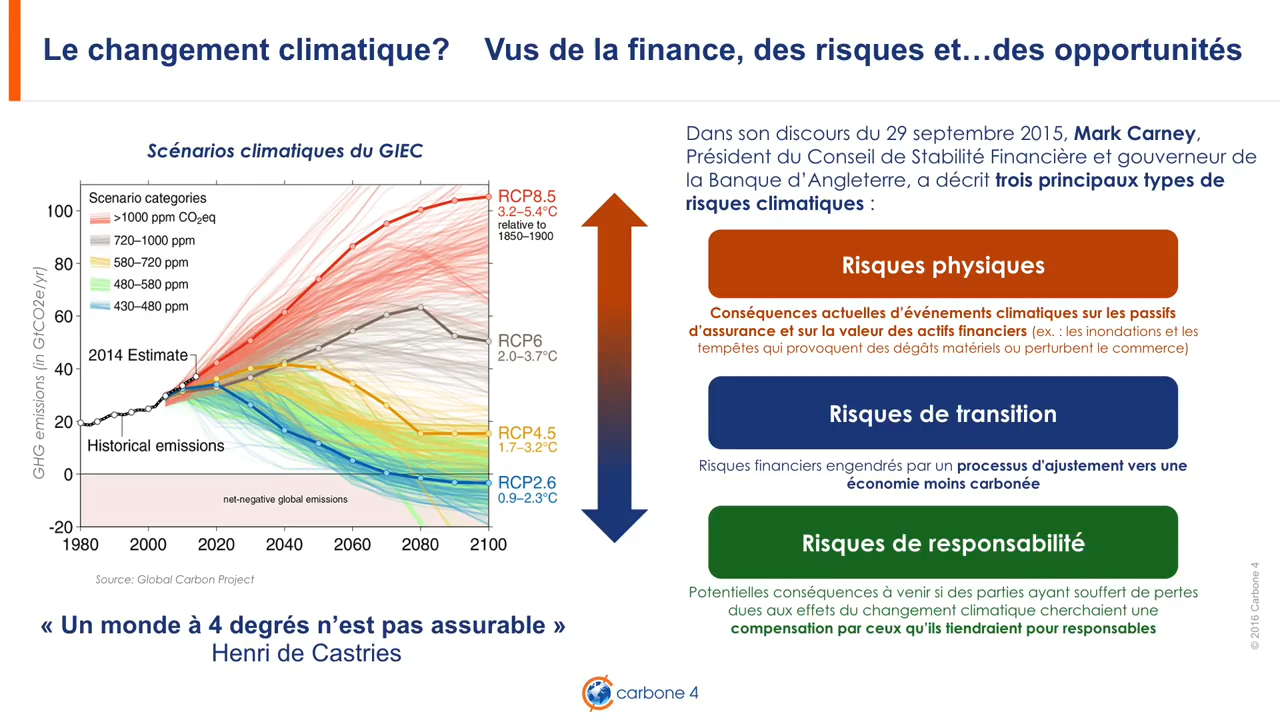 Le changement climatique? Vus de la finance, des risques et…des opportunités
Scénarios climatiques du GIEC
GHG emissions (in GtCO2e/yr)
Scenario categories
>1000 ppm CO2eq
720–1000 ppm
580–720 ppm
480–580 ppm
430–480 ppm
100
80
60
40
20
0
-20
2014 Estimate
Historical emissions
net-negative global emissions
RCP8.5
3.2–5.4°C
relative to
1850–1900
RCP6
2.0–3.7°C
RCP4.5
1.7–3.2°C
RCP2.6
0.9–2.3°C
1980 2000 2020 2040 2060 2080 2100
Source: Global Carbon Project
« Un monde à 4 degrés n’est pas assurable »
Henri de Castries
Dans son discours du 29 septembre 2015, Mark Carney,
Président du Conseil de Stabilité Financière et gouverneur de
la Banque d’Angleterre, a décrit trois principaux types de
risques climatiques :
Risques physiques
Conséquences actuelles d’événements climatiques sur les passifs
d’assurance et sur la valeur des actifs financiers (ex. : les inondations et les
tempêtes qui provoquent des dégâts matériels ou perturbent le commerce)
Risques de transition
Risques financiers engendrés par un processus d'ajustement vers une
économie moins carbonée
Risques de responsabilité
Potentielles conséquences à venir si des parties ayant souffert de pertes
dues aux effets du changement climatique cherchaient une
compensation par ceux qu’ils tiendraient pour responsables
© 2016 Carbone 4
carbone 4